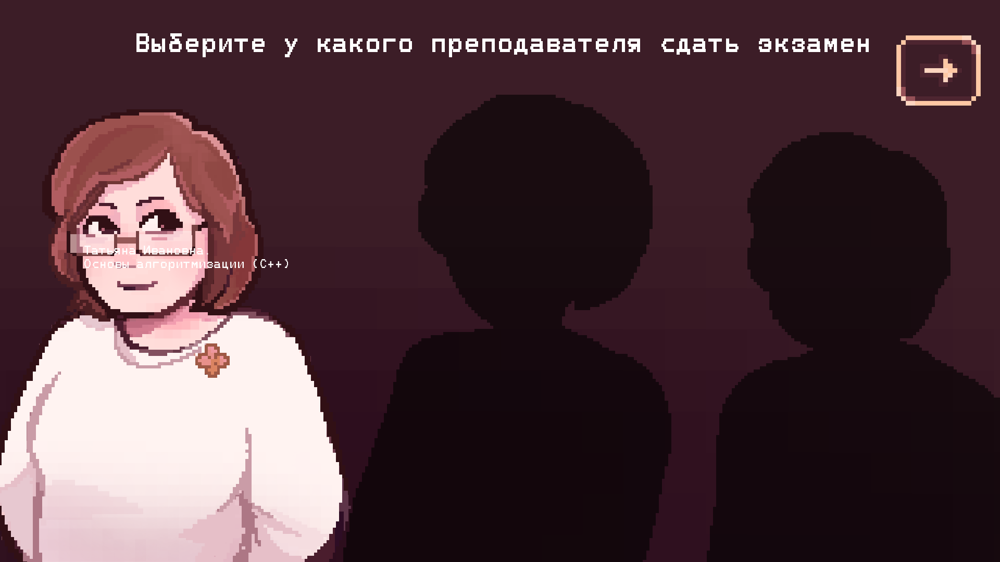 Выберите у какого преподавателя сдать экзамен
Татьяна Ивановна.
Основы алгоритмизации (C++)